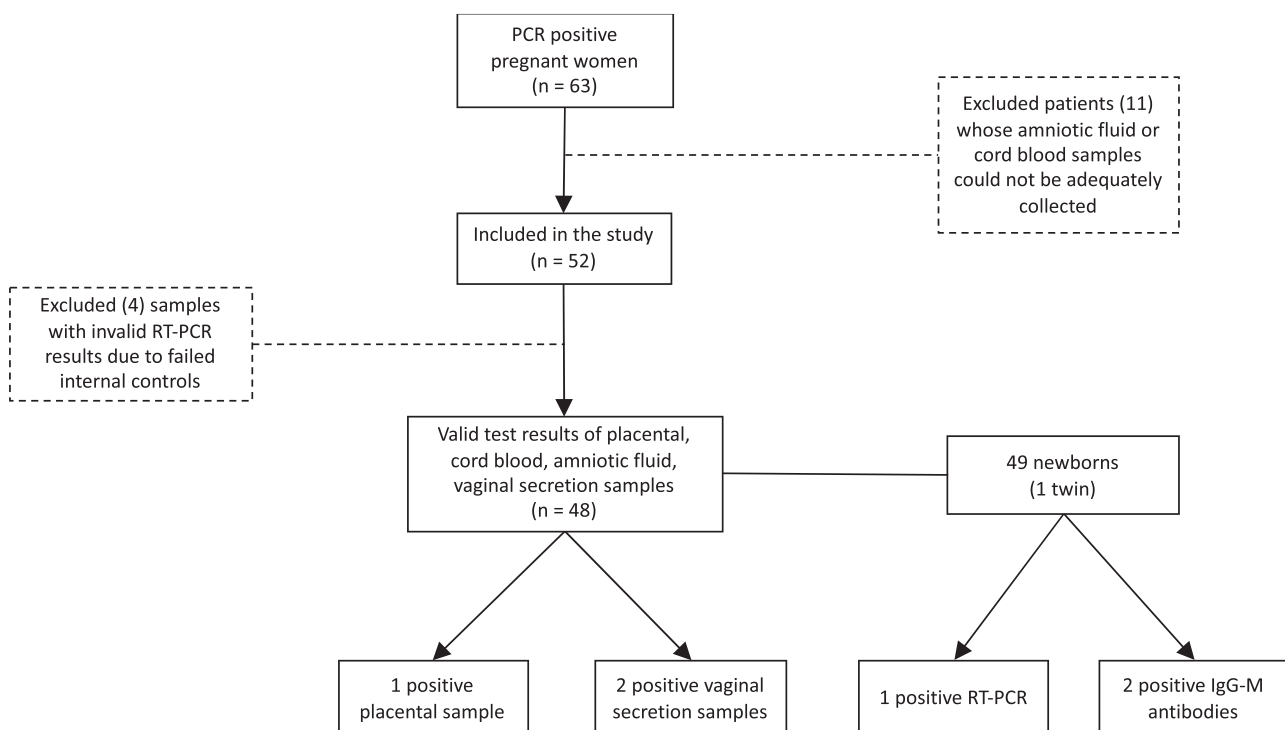 PCR positive
pregnant women
(n = 63)
Excluded patients (11)
whose amniotic fluid or
cord blood samples
could not be adequately
collected
Included in the study
(n = 52)
Excluded (4) samples
with invalid RT-PCR
results due to failed
internal controls
Valid test results of placental,
cord blood, amniotic fluid,
vaginal secretion samples
(n = 48)
49 newborns
(1 twin)
1 positive
placental sample
2 positive vaginal
secretion samples
1 positive RT-PCR
2 positive IgG-M
antibodies